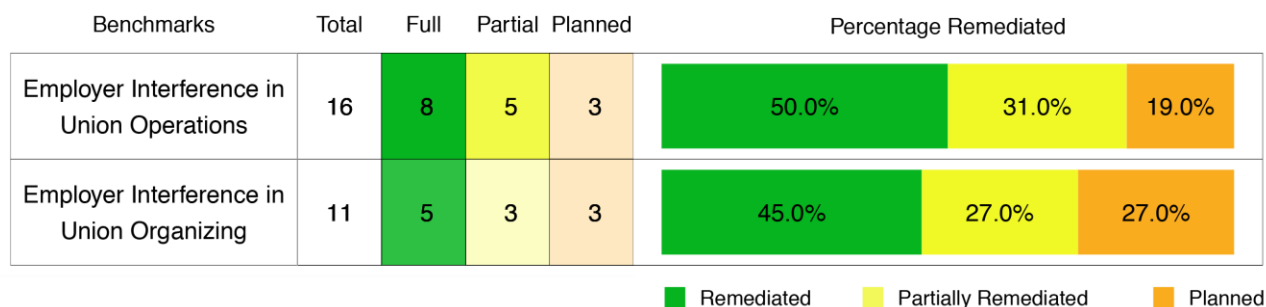 Benchmarks Total Full Partial Planned Percentage Remediated
Employer Interference in
Union Operations
16 8 5 3 50.0% 31.0% 19.0%
Employer Interference in
Union Organizing
11 5 3 3 45.0% 27.0% 27.0%
Remediated Partially Remediated Planned